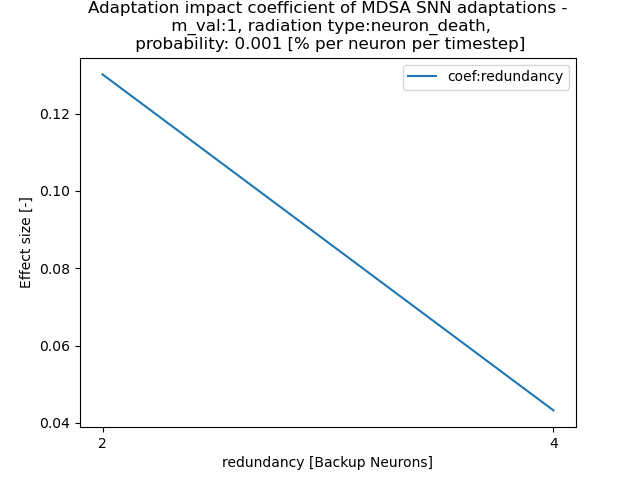 Adaptation impact coefficient of MDSA SNN adaptations -
m_val:1, radiation type:neuron_death,
probability: 0.001 [% per neuron per timestep]
coef:redundancy
0.12
0.10
0.08
0.06
0.04
Effect size [-]
2
4
redundancy [Backup Neurons]